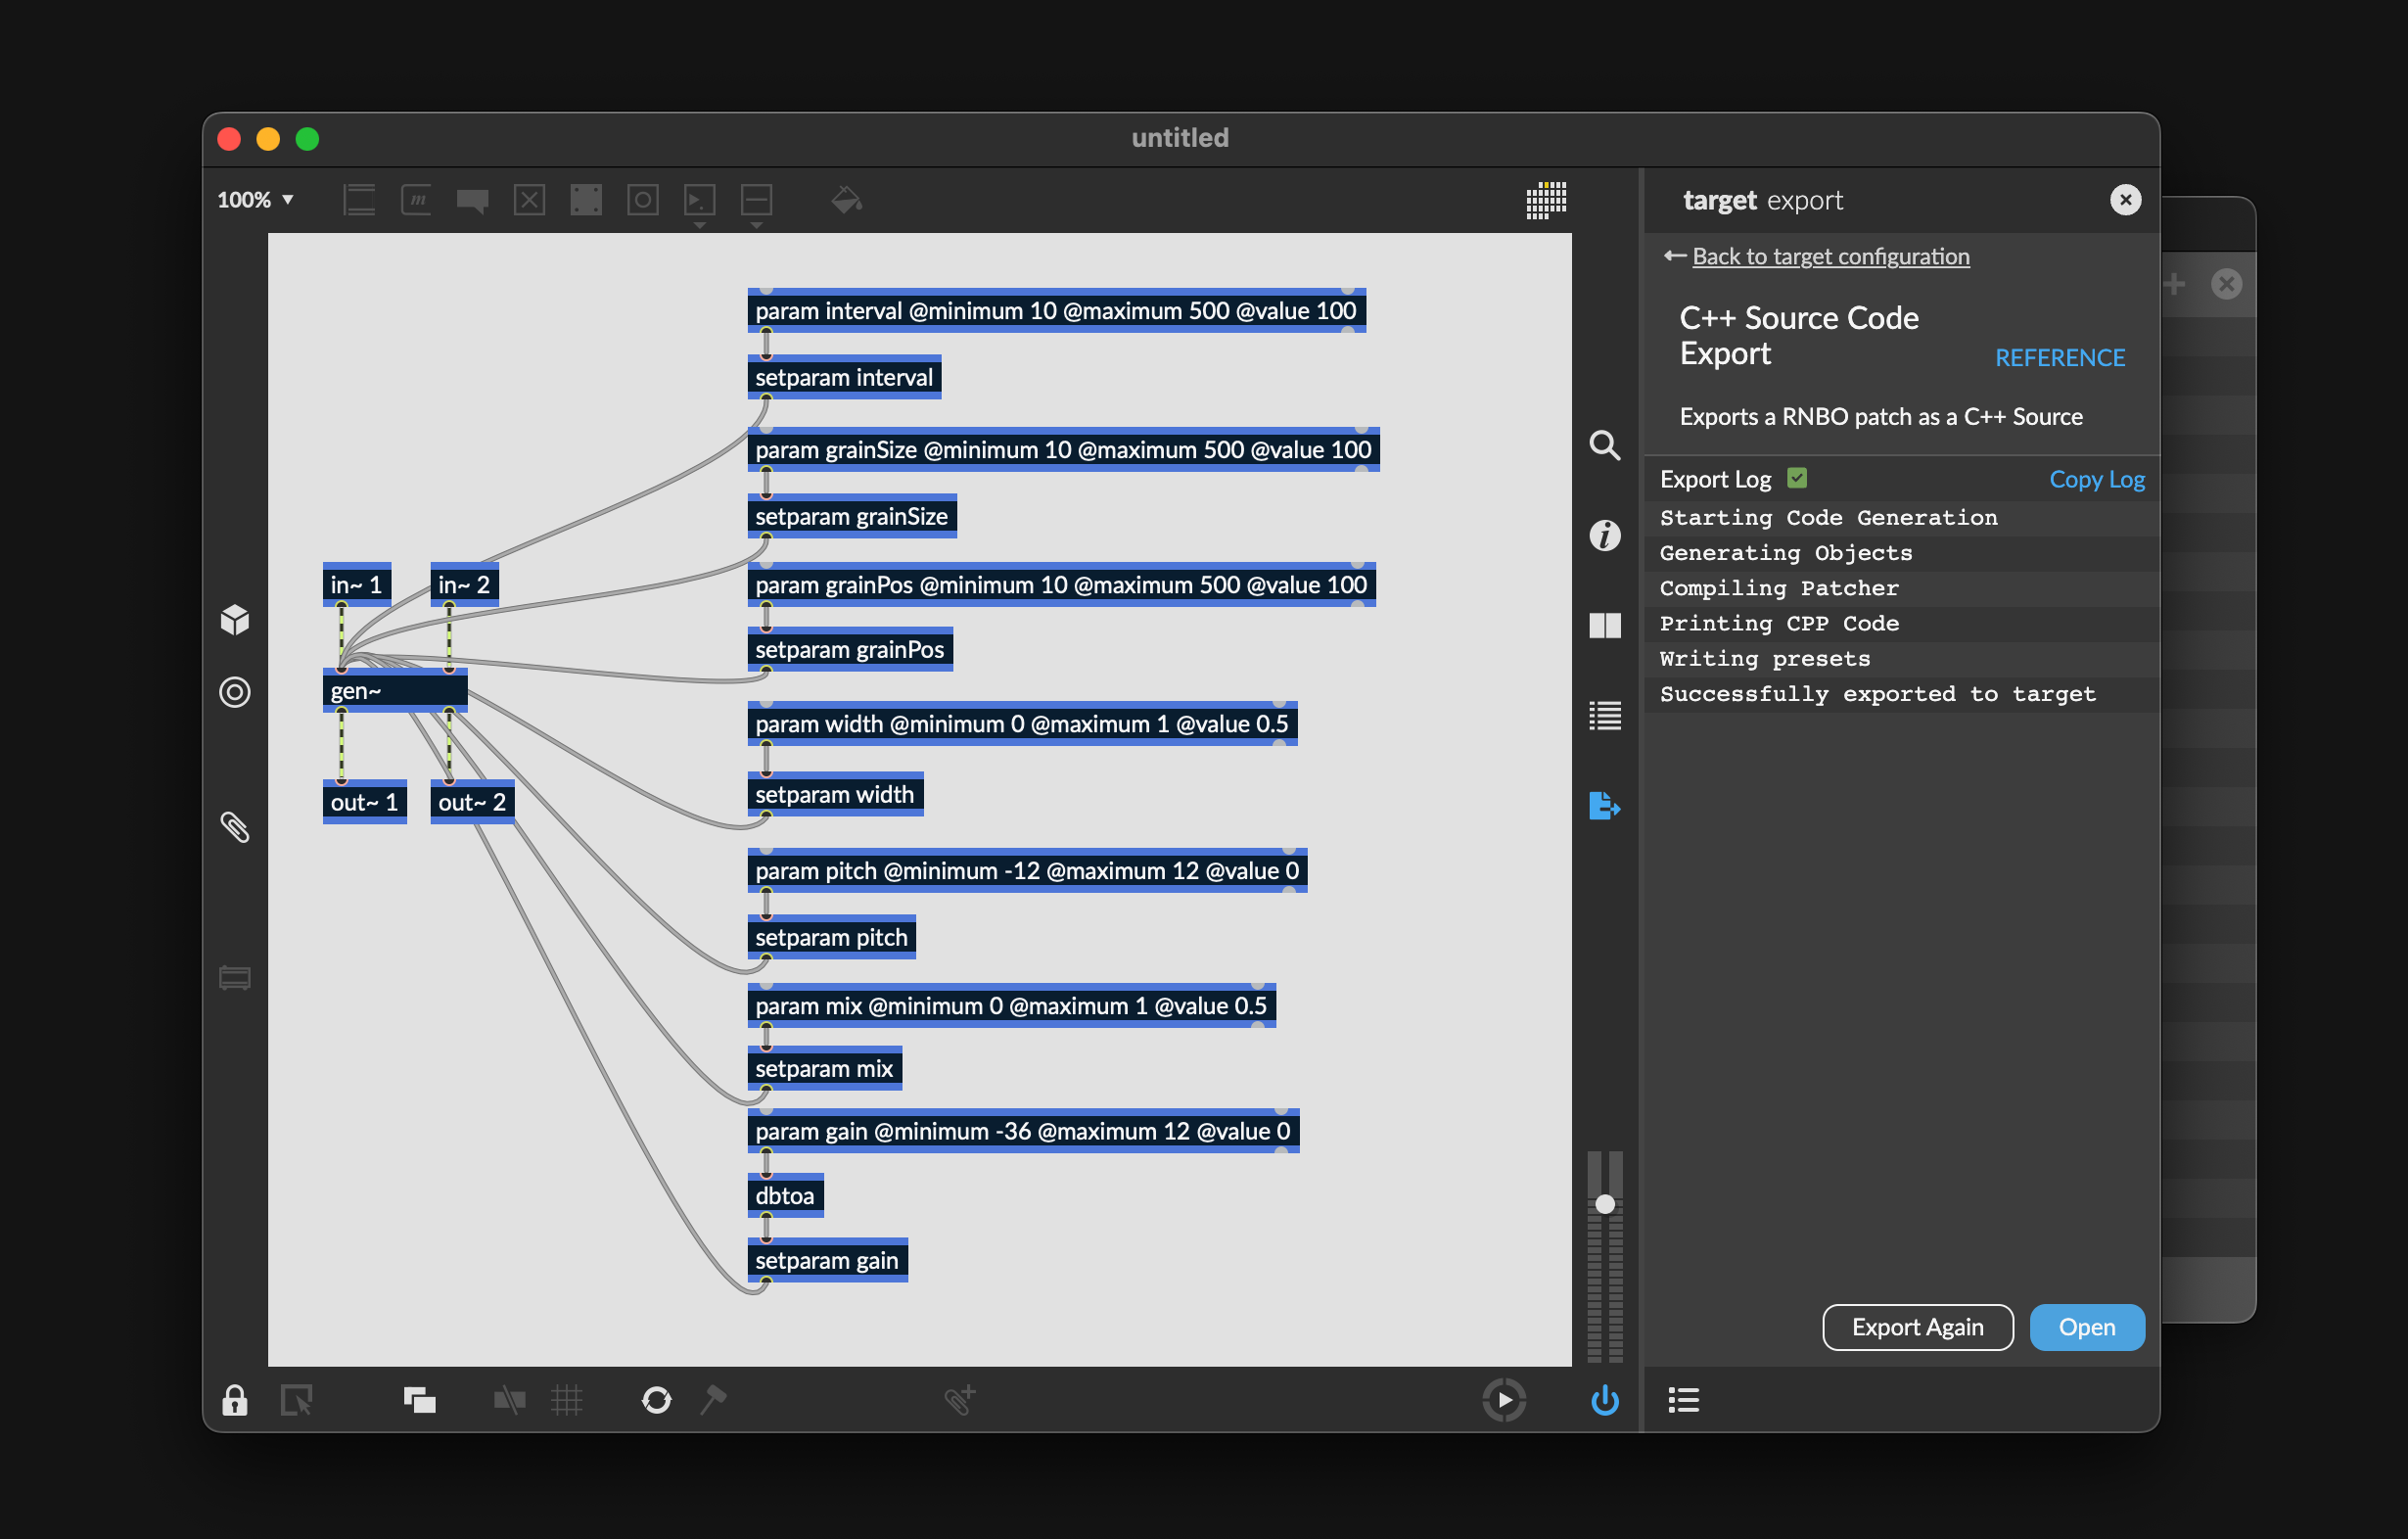 untitled
100%
m
param interval @minimum 10 @maximum 500 @value 100
setparam interval
param grainSize @minimum 10 @maximum 500 @value 100
setparam grainSize
in~ 1
in~ 2
param grainPos @minimum 10 @maximum 500 @value 100
setparam grainPos
gen~
param width @minimum 0 @maximum 1 @value 0.5
setparam width
out~ 1
out~ 2
param pitch @minimum -12 @maximum 12 @value 0
setparam pitch
param mix @minimum 0 @maximum 1 @value 0.5
setparam mix
param gain @minimum -36 @maximum 12 @value 0
dbtoa
setparam gain
target export
Back to target configuration
C++ Source Code
Export
REFERENCE
Exports a RNBO patch as a C++ Source
Export Log
Copy Log
Starting Code Generation
Generating Objects
Compiling Patcher
Printing CPP Code
Writing presets
Successfully exported to target
Export Again
Open